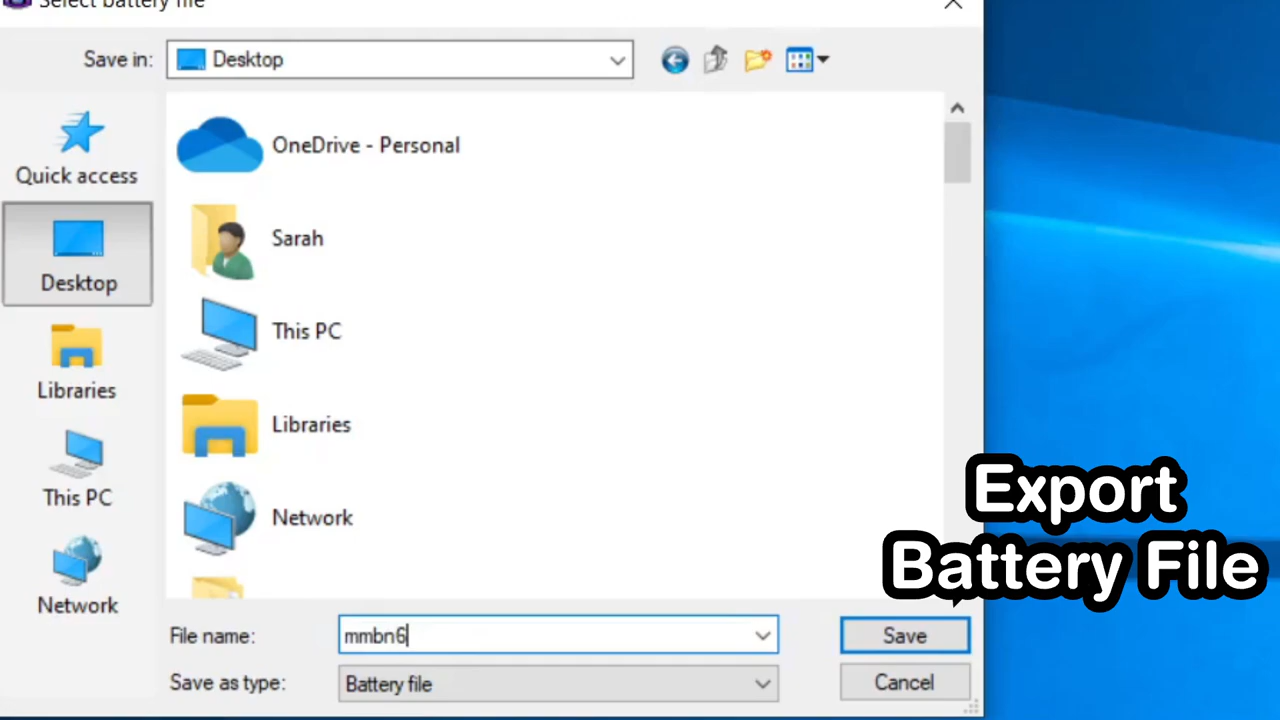 Select battery file
Save in:
Desktop
OneDrive - Personal
Quick access
Sarah
Desktop
This PC
Libraries
Libraries
This PC
Network
Network
Export
Battery File
File name:
mmbn6
Save
Save as type:
Battery file
Cancel